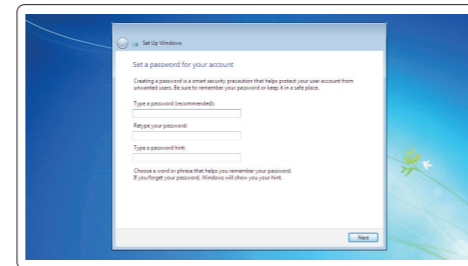 Set Up Windows
Set a password for your account
Creating a password is a smart security precaution that helps protect your user account from
unwanted users. Be sure to remember your password or keep it in a safe place.
Type a password (recommended):
Retype your password:
Type a password hint:
Choose a word or phrase that helps you remember your password.
If you forget your password, Windows will show you your hint.
Next